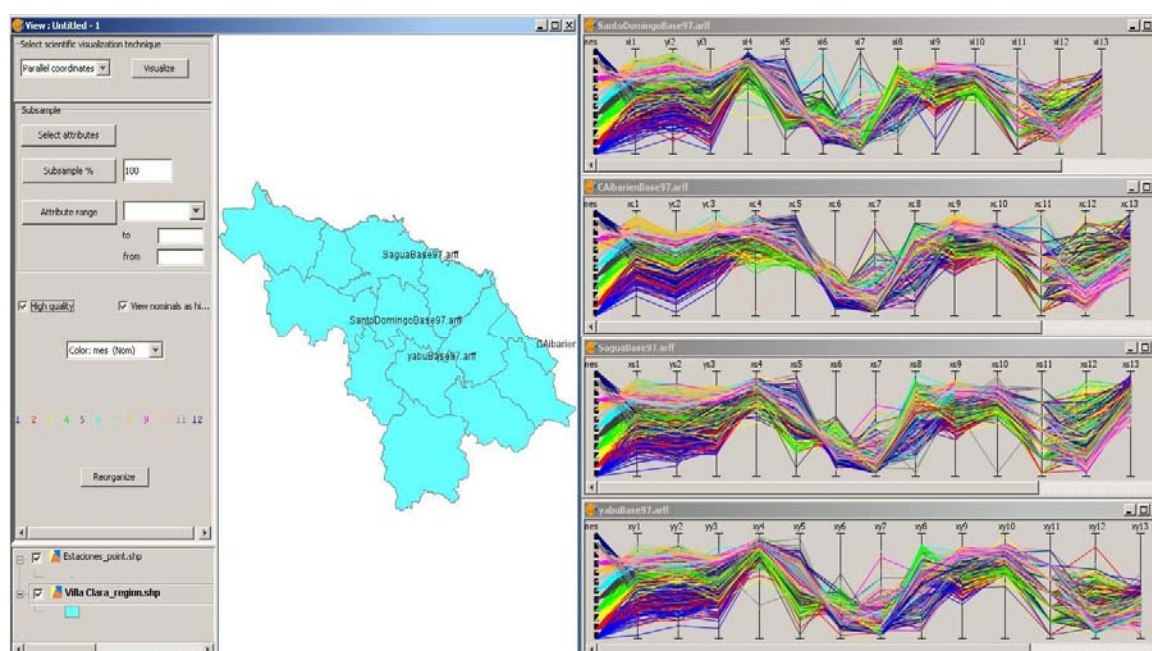 View : Untitled - 1
Select scientific visualization technique
Parallel coordinates
Visualize
Subsample
Select attributes
Subsample %
100
Attribute range
to
from
High quality
View nominals as hi...
Color: mes (Nom)
1 2 3 4 5 6 7 8 9 11 12
Reorganize
Estaciones_point.shp
Villa Clara_region.shp
SaguaBase97.arff
SantoDomingoBase97.arff
yabuBase97.arff
CAibarier
SantoDomingoBase97.arff
nes xt1 yt2 yt3 xt4 xt5 xt6 xt7 xt8 xt9 xt10 xt11 xt12 xt13
CAibarienBase97.arff
nes xc1 yc2 yc3 xc4 xc5 xc6 xc7 xc8 xc9 xc10 xc11 xc12 xc13
SaguaBase97.arff
nes xs1 ys2 ys3 xs4 xs5 xs6 xs7 xs8 xs9 xs10 xs11 xs12 xs13
yabuBase97.arff
nes xy1 yy2 yy3 xy4 xy5 xy6 xy7 xy8 xy9 xy10 xy11 xy12 xy13